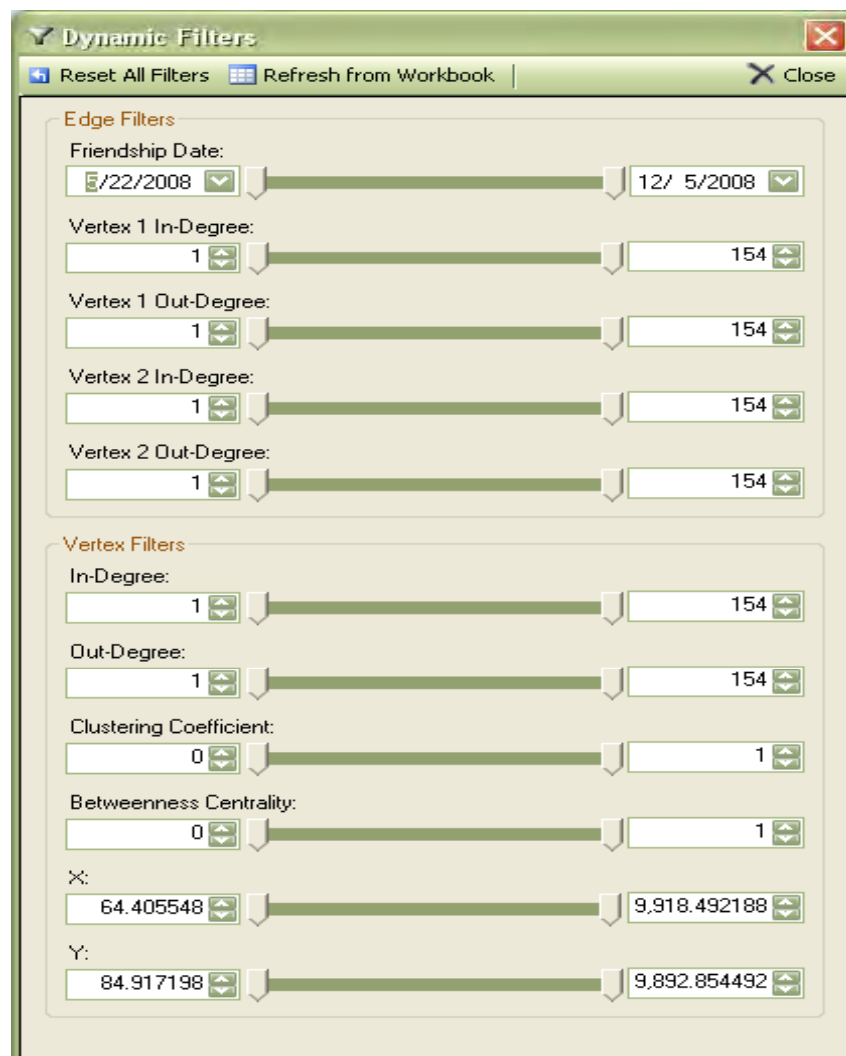 Dynamic Filters
Reset All Filters Refresh from Workbook Close
Edge Filters
Friendship Date:
5/22/2008 12/ 5/2008
Vertex 1 In-Degree:
1 154
Vertex 1 Out-Degree:
1 154
Vertex 2 In-Degree:
1 154
Vertex 2 Out-Degree:
1 154
Vertex Filters
In-Degree:
1 154
Out-Degree:
1 154
Clustering Coefficient:
0 1
Betweenness Centrality:
0 1
X:
64.405548 9,918.492188
Y:
84.917198 9,892.854492